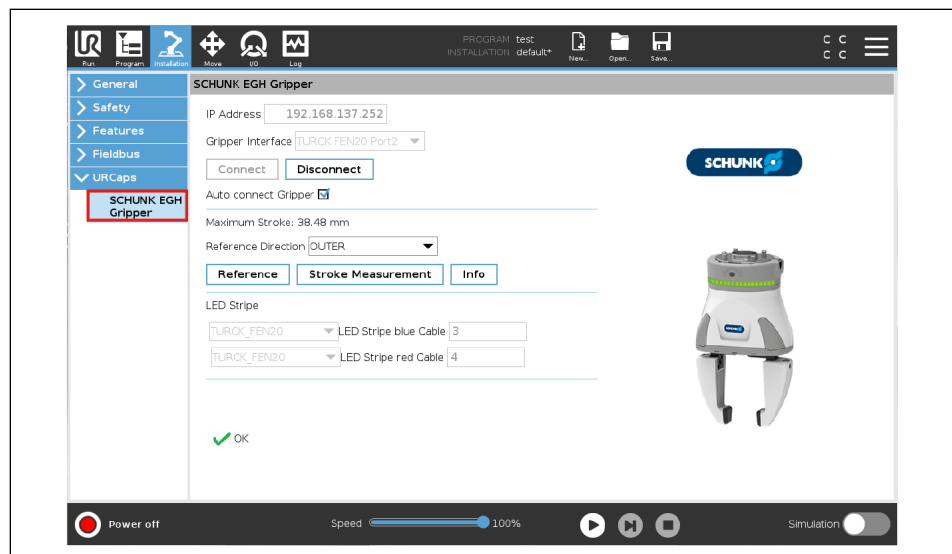 UR
PROGRAM test
INSTALLATION default*
Run Program Installation Move I/O Log New... Open... Save...
C C
C C
General
Safety
Features
Fieldbus
URCaps
SCHUNK EGH
Gripper
SCHUNK EGH Gripper
IP Address 192.168.137.252
Gripper Interface TURCK FEN20 Port2
Connect Disconnect
Auto connect Gripper
Maximum Stroke: 38.48 mm
Reference Direction OUTER
Reference Stroke Measurement Info
LED Stripe
TURCK_FEN20 LED Stripe blue Cable 3
TURCK_FEN20 LED Stripe red Cable 4
OK
SCHUNK
Power off Speed 100% Simulation